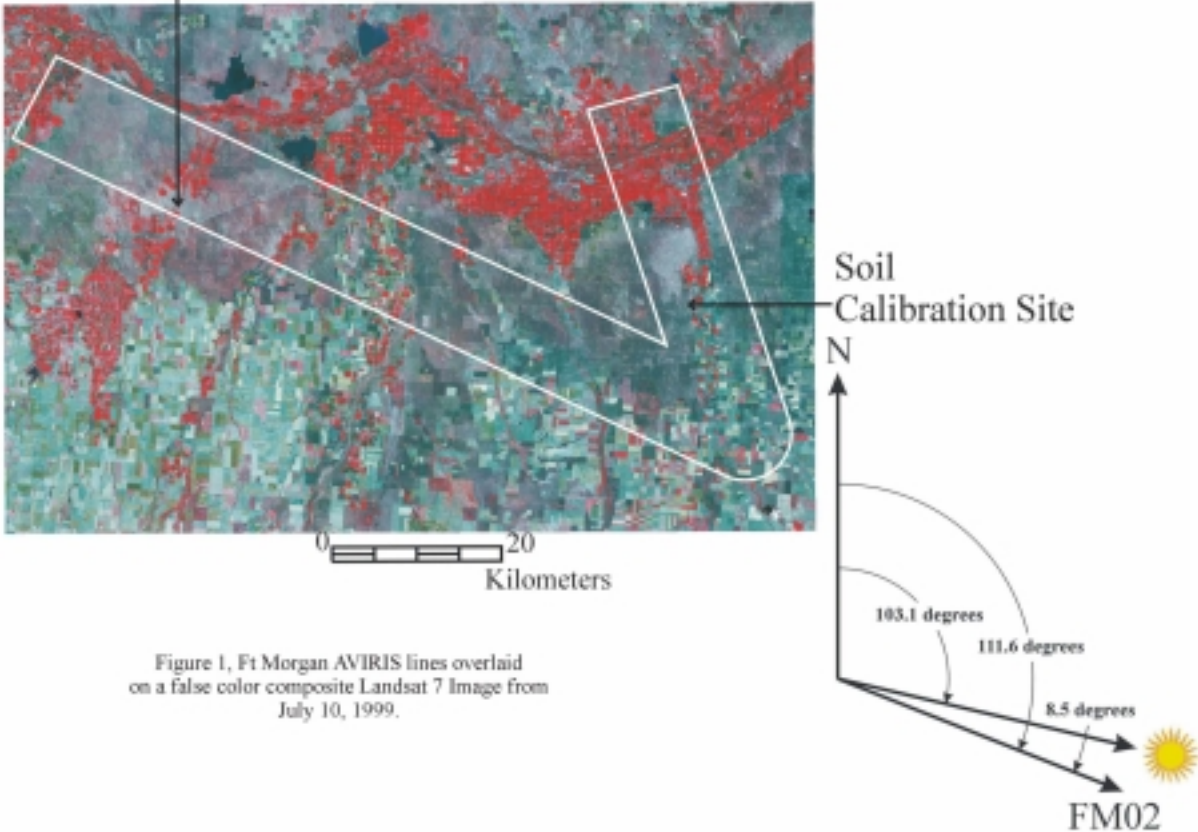 Soil
Calibration Site
N
0 20
Kilometers
103.1 degrees
111.6 degrees
8.5 degrees
FM02
Figure 1, Ft Morgan AVIRIS lines overlaid
on a false color composite Landsat 7 Image from
July 10, 1999.